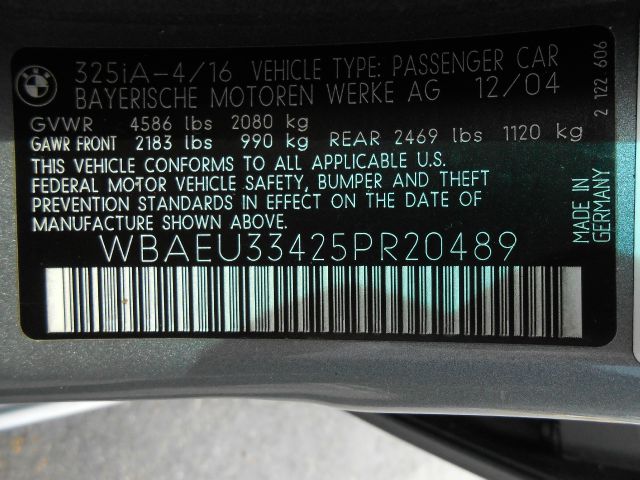 BMW
325iA-4/16 VEHICLE TYPE: PASSENGER CAR
BAYERISCHE MOTOREN WERKE AG 12/04
GVWR 4586 lbs 2080 kg
GAWR FRONT 2183 lbs 990 kg REAR 2469 lbs 1120 kg
THIS VEHICLE CONFORMS TO ALL APPLICABLE U.S.
FEDERAL MOTOR VEHICLE SAFETY, BUMPER AND THEFT
PREVENTION STANDARDS IN EFFECT ON THE DATE OF
MANUFACTURE SHOWN ABOVE.
WBAEU33425PR20489
2 122 606
MADE IN
GERMANY